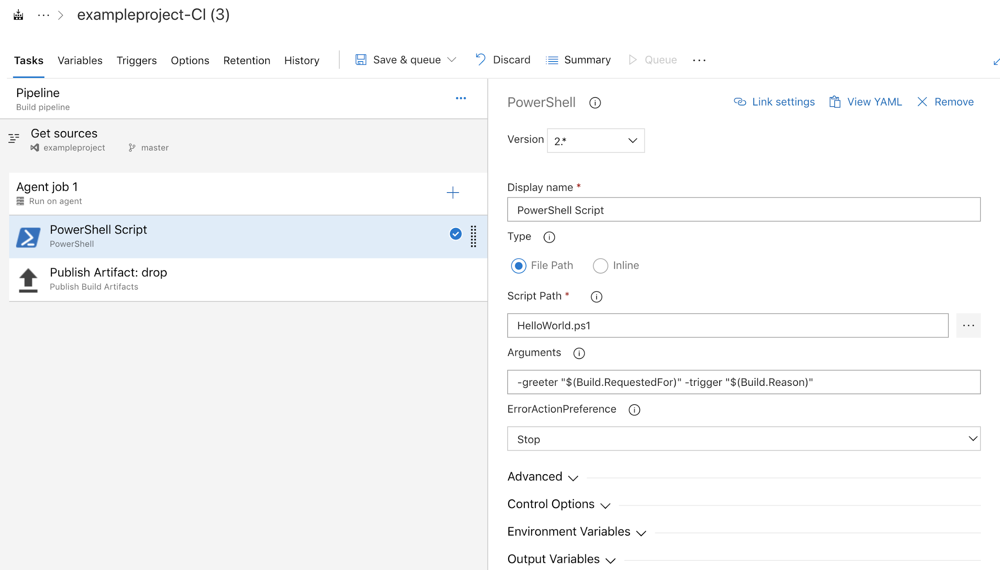 exampleproject-CI (3)
Tasks Variables Triggers Options Retention History Save & queue Discard Summary Queue
Pipeline
Build pipeline
Get sources
exampleproject master
Agent job 1
Run on agent
PowerShell Script
PowerShell
Publish Artifact: drop
Publish Build Artifacts
PowerShell Link settings View YAML Remove
Version 2.*
Display name *
PowerShell Script
Type
File Path Inline
Script Path *
HelloWorld.ps1
Arguments
-greeter "$(Build.RequestedFor)" -trigger "$(Build.Reason)"
ErrorActionPreference
Stop
Advanced
Control Options
Environment Variables
Output Variables